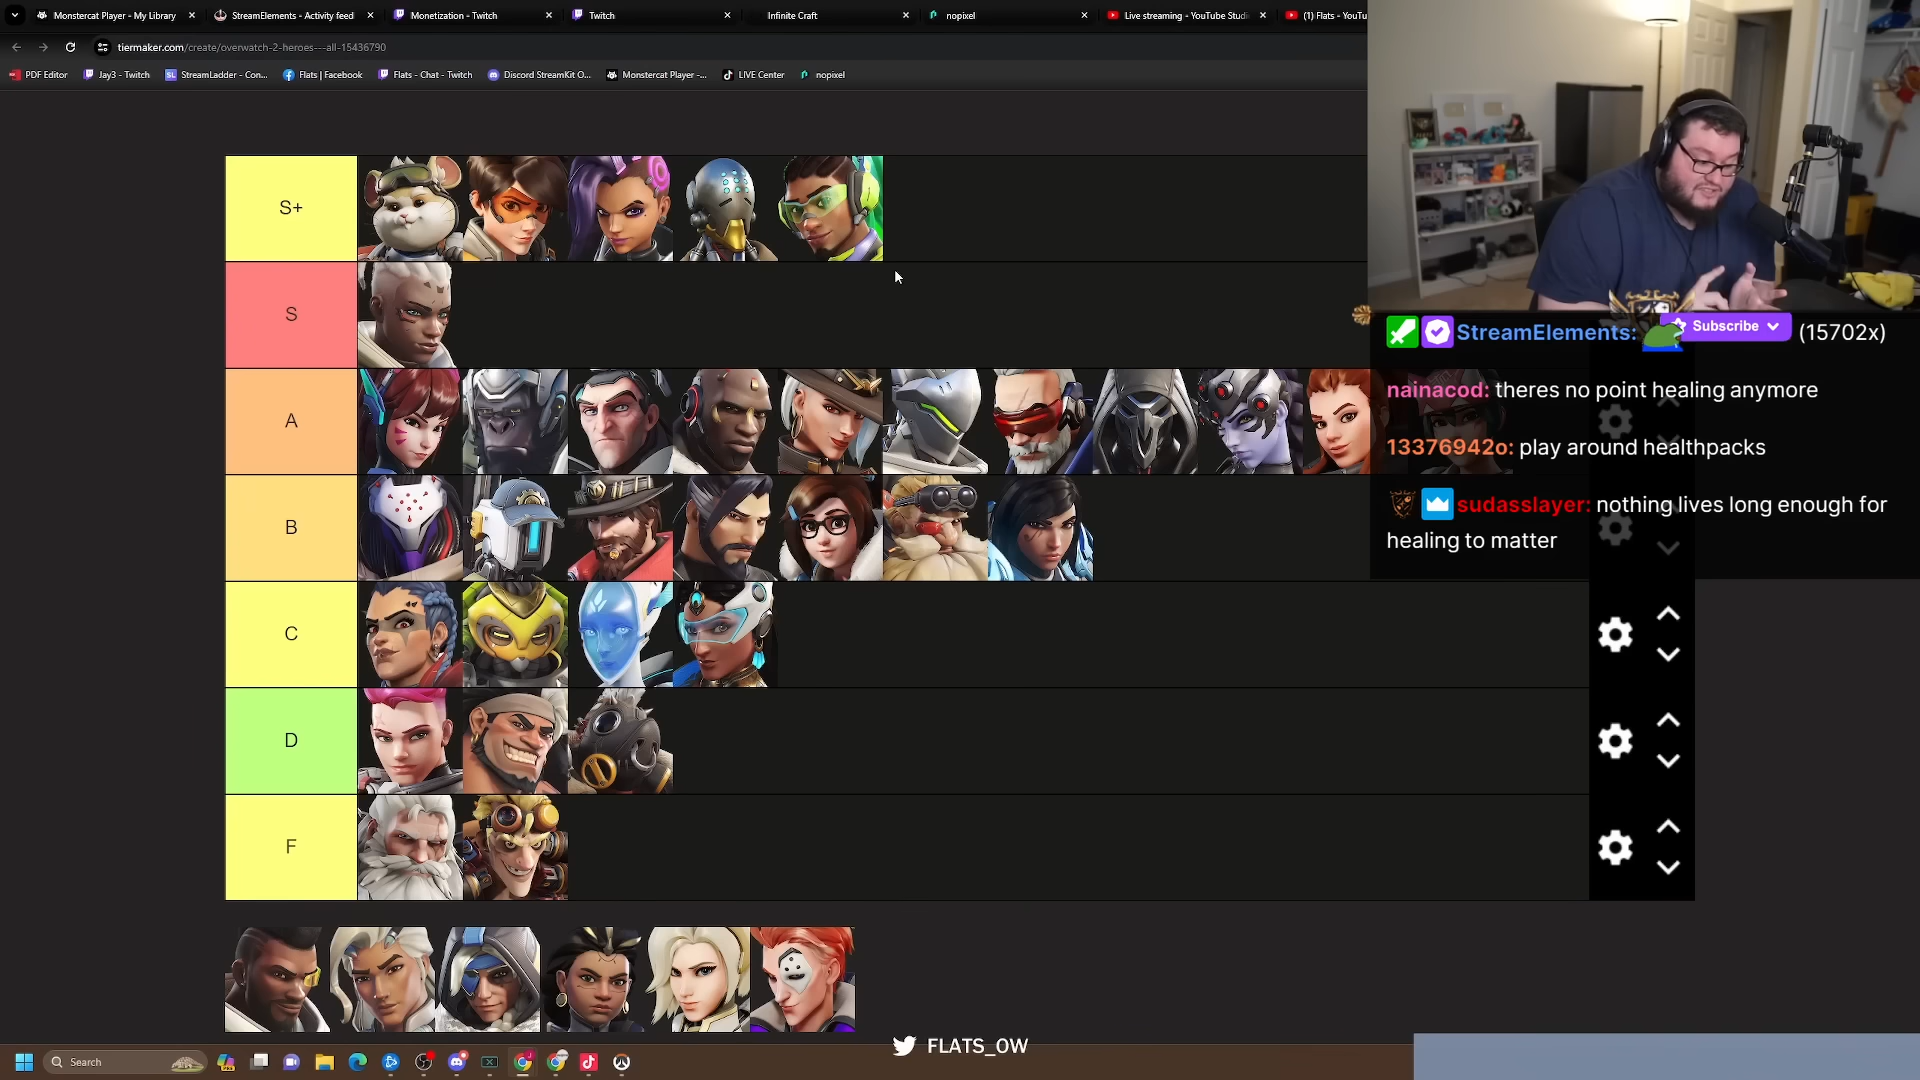 Monstercat Player - My Library
StreamElements - Activity feed
Monetization - Twitch
Twitch
Infinite Craft
nopixel
Live streaming - YouTube Studi
(1) Flats - YouTu
tiermaker.com/create/overwatch-2-heroes---all-15436790
PDF Editor
Jay3 - Twitch
StreamLadder - Con...
Flats | Facebook
Flats - Chat - Twitch
Discord StreamKit O...
Monstercat Player -...
LIVE Center
nopixel
S+
S
A
B
C
D
F
StreamElements: (15702x)
Subscribe
nainacod: theres no point healing anymore
13376942o: play around healthpacks
sudasslayer: nothing lives long enough for
healing to matter
FLATS_OW
Search